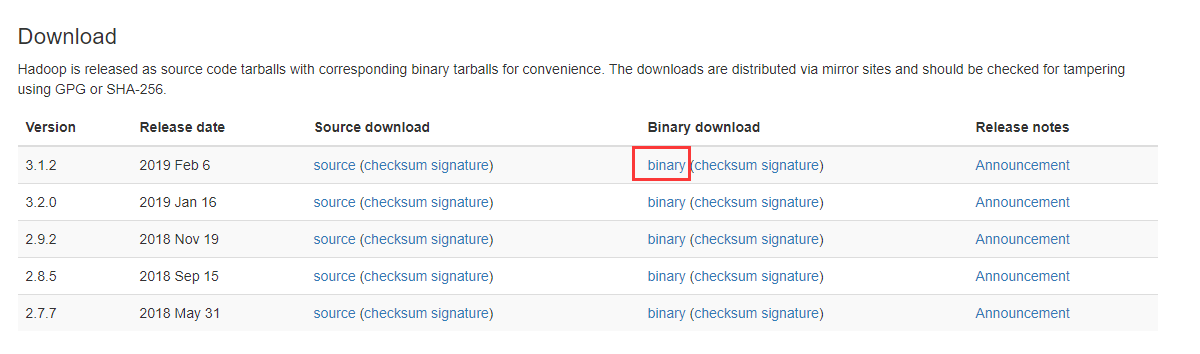 Download
Hadoop is released as source code tarballs with corresponding binary tarballs for convenience. The downloads are distributed via mirror sites and should be checked for tampering
using GPG or SHA-256.
Version Release date Source download Binary download Release notes
3.1.2 2019 Feb 6 source (checksum signature) binary (checksum signature) Announcement
3.2.0 2019 Jan 16 source (checksum signature) binary (checksum signature) Announcement
2.9.2 2018 Nov 19 source (checksum signature) binary (checksum signature) Announcement
2.8.5 2018 Sep 15 source (checksum signature) binary (checksum signature) Announcement
2.7.7 2018 May 31 source (checksum signature) binary (checksum signature) Announcement